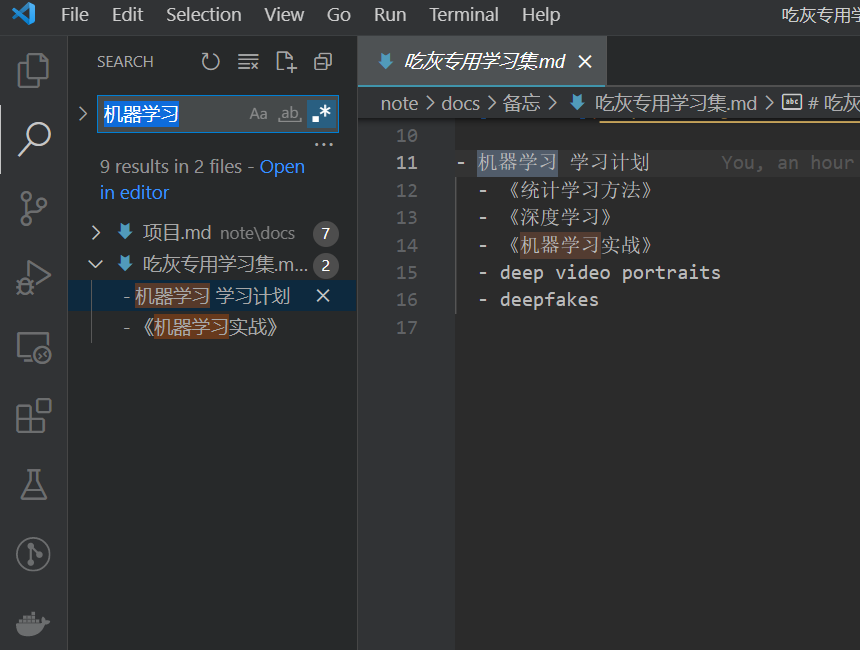 File Edit Selection View Go Run Terminal Help 吃灰专用学
SEARCH
机器学习 Aa ab .*
9 results in 2 files - Open
in editor
项目.md note\docs 7
吃灰专用学习集.m... 2
- 机器学习 学习计划
- 《机器学习实战》
吃灰专用学习集.md
note > docs > 备忘 > 吃灰专用学习集.md > abc # 吃灰
10
11 - 机器学习 学习计划 You, an hour
12 - 《统计学习方法》
13 - 《深度学习》
14 - 《机器学习实战》
15 - deep video portraits
16 - deepfakes
17